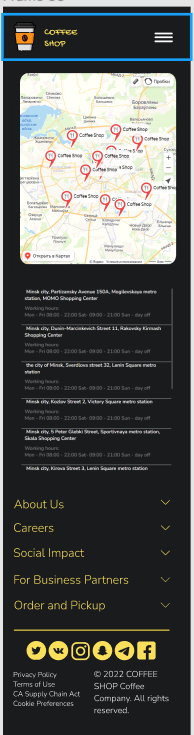 COFFEE
SHOP
Пробки
Coffee Shop
Coffee Shop
Coffee Shop
Coffee Shop
Coffee Shop
Coffee Shop
Coffee Shop
Coffee Shop
Открыть в Картах
Minsk city, Partizansky Avenue 150A, Mogilevskaya metro
station, MOMO Shopping Center
Working hours:
Mon - Fri 08:00 - 22:00 Sat- 09:00 - 21:00 Sun - day off
Minsk city, Dunin-Marcinkevich Street 11, Rakovsky Kirmash
Shopping Center
Working hours:
Mon - Fri 08:00 - 22:00 Sat- 09:00 - 21:00 Sun - day off
the city of Minsk, Sverdlova street 32, Lenin Square metro
station
Working hours:
Mon - Fri 08:00 - 22:00 Sat- 09:00 - 21:00 Sun - day off
Minsk city, Kozlov Street 2, Victory Square metro station
Working hours:
Mon - Fri 08:00 - 22:00 Sat- 09:00 - 21:00 Sun - day off
Minsk city, 5 Peter Glebki Street, Sportivnaya metro station,
Skala Shopping Center
Working hours:
Mon - Fri 08:00 - 22:00 Sat- 09:00 - 21:00 Sun - day off
Minsk city, Kirova Street 3, Lenin Square metro station
About Us
Careers
Social Impact
For Business Partners
Order and Pickup
Privacy Policy
Terms of Use
CA Supply Chain Act
Cookie Preferences
© 2022 COFFEE
SHOP Coffee
Company. All rights
reserved.